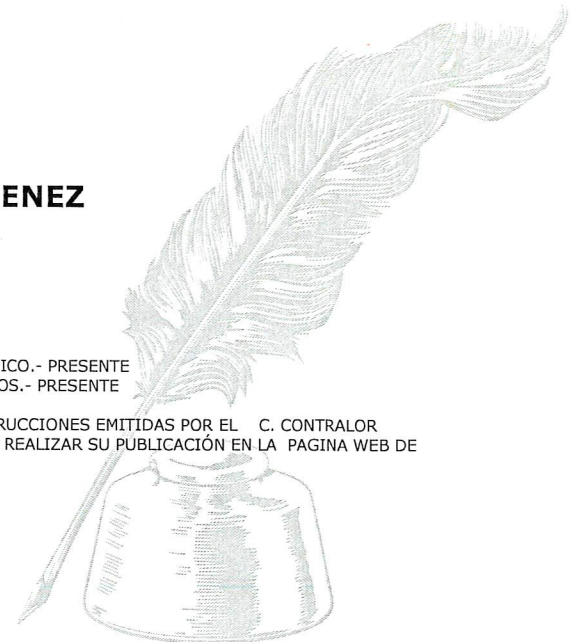 ENEZ
ICO.- PRESENTE
OS.- PRESENTE
RUCCIONES EMITIDAS POR EL C. CONTRALOR
REALIZAR SU PUBLICACIÓN EN LA PAGINA WEB DE